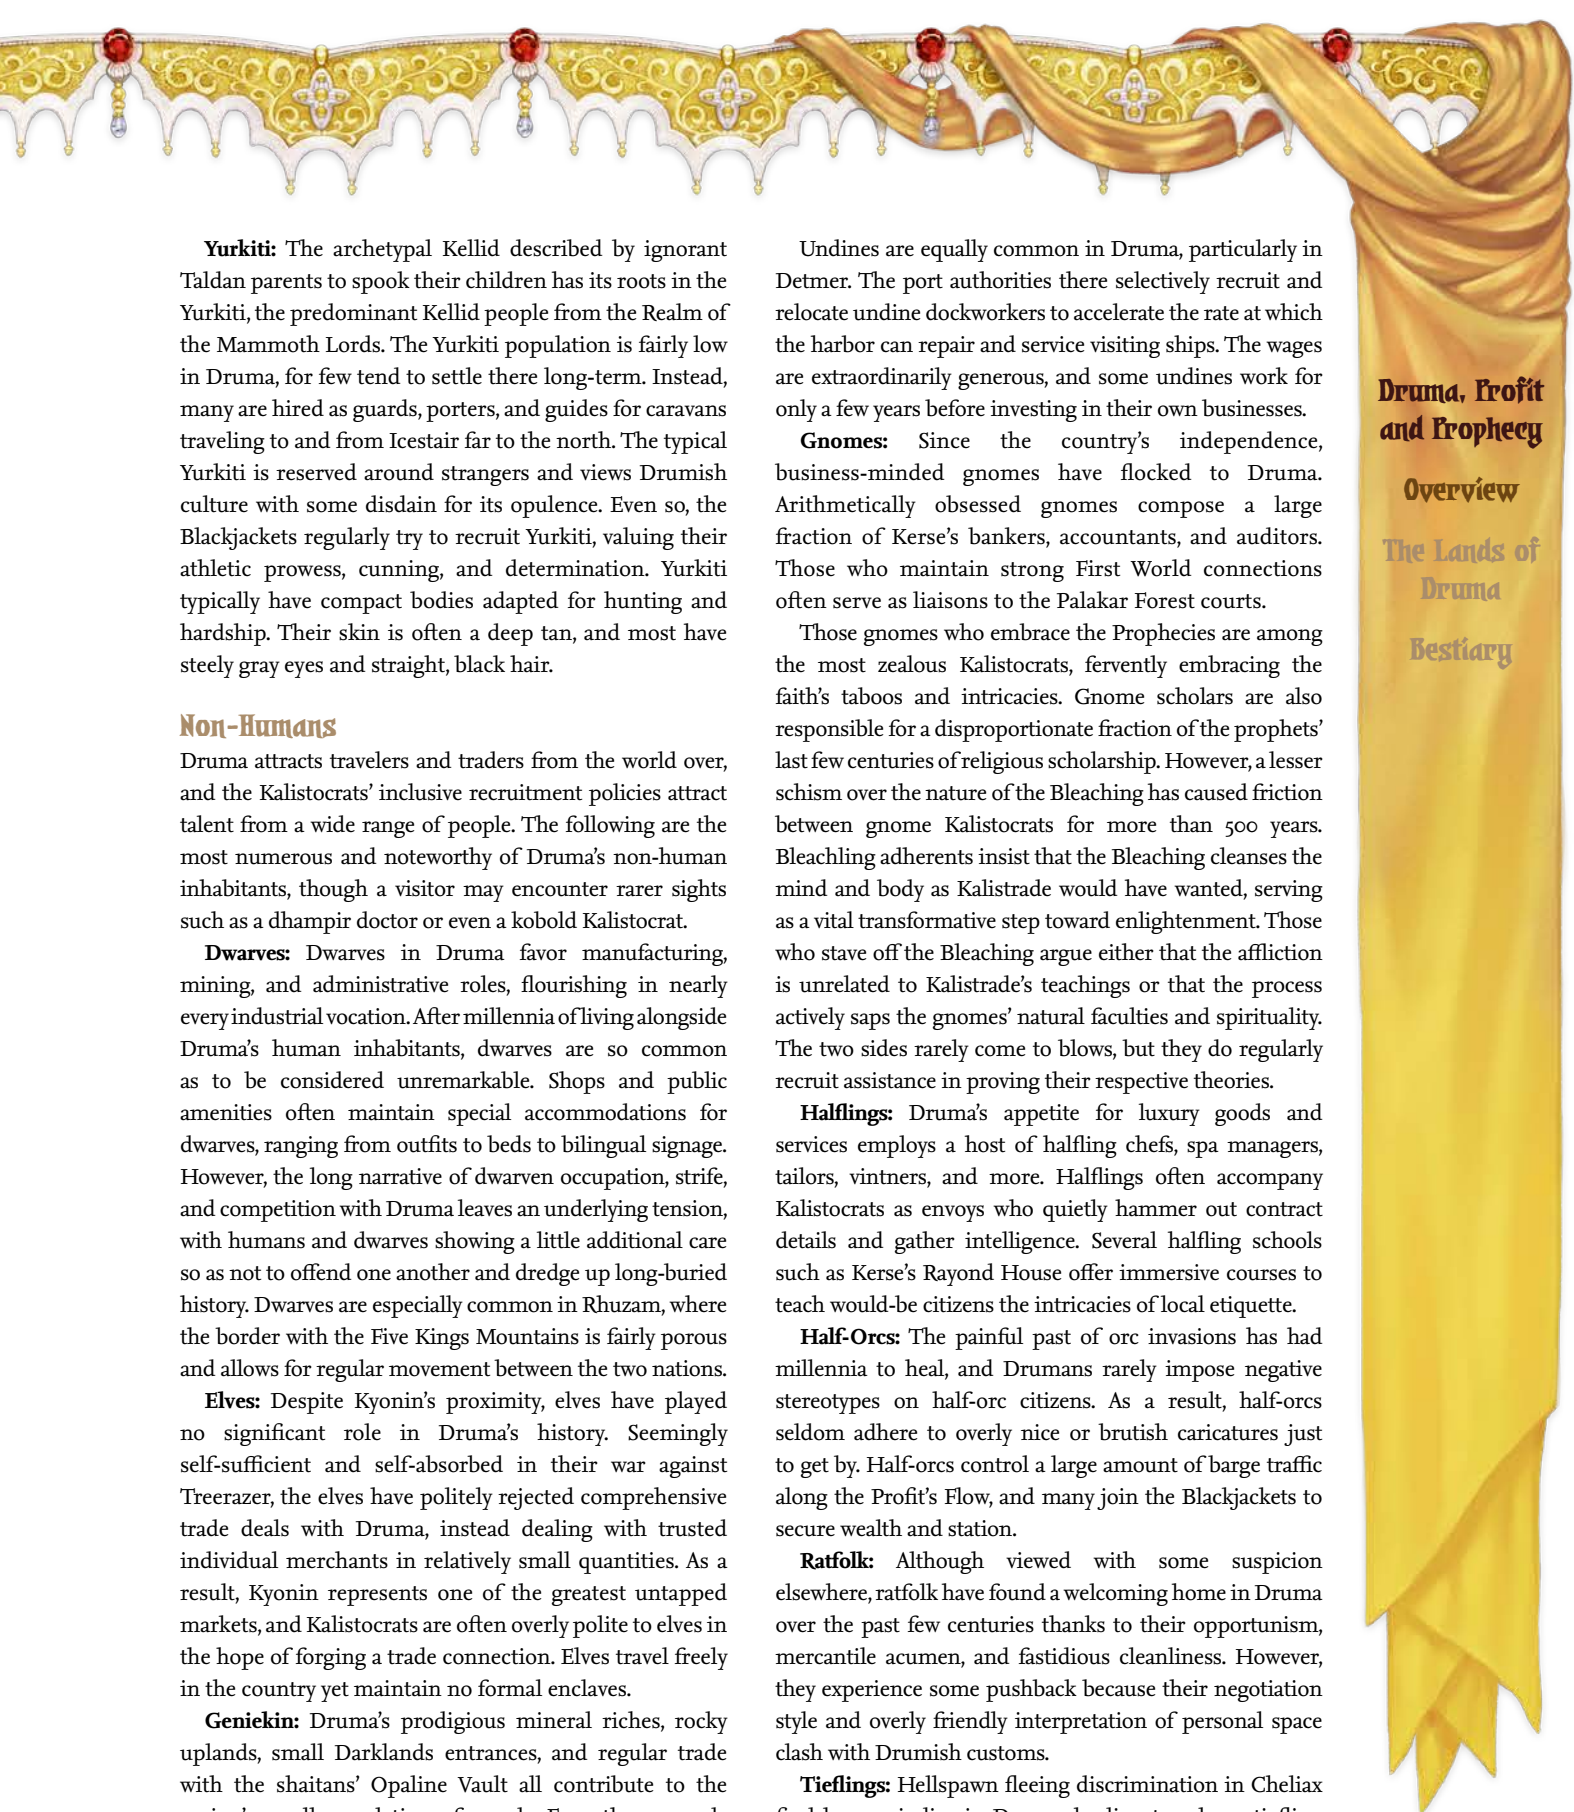 Yurkiti: The archetypal Kellid described by ignorant
Taldan parents to spook their children has its roots in the
Yurkiti, the predominant Kellid people from the Realm of
the Mammoth Lords. The Yurkiti population is fairly low
in Druma, for few tend to settle there long-term. Instead,
many are hired as guards, porters, and guides for caravans
traveling to and from Icestair far to the north. The typical
Yurkiti is reserved around strangers and views Drumish
culture with some disdain for its opulence. Even so, the
Blackjackets regularly try to recruit Yurkiti, valuing their
athletic prowess, cunning, and determination. Yurkiti
typically have compact bodies adapted for hunting and
hardship. Their skin is often a deep tan, and most have
steely gray eyes and straight, black hair.
Non-Humans
Druma attracts travelers and traders from the world over,
and the Kalistocrats' inclusive recruitment policies attract
talent from a wide range of people. The following are the
most numerous and noteworthy of Druma's non-human
inhabitants, though a visitor may encounter rarer sights
such as a dhampir doctor or even a kobold Kalistocrat.
Dwarves: Dwarves in Druma favor manufacturing,
mining, and administrative roles, flourishing in nearly
every industrial vocation. After millennia of living alongside
Druma's human inhabitants, dwarves are so common
as to be considered unremarkable. Shops and public
amenities often maintain special accommodations for
dwarves, ranging from outfits to beds to bilingual signage.
However, the long narrative of dwarven occupation, strife,
and competition with Druma leaves an underlying tension,
with humans and dwarves showing a little additional care
so as not to offend one another and dredge up long-buried
history. Dwarves are especially common in Rhuzam, where
the border with the Five Kings Mountains is fairly porous
and allows for regular movement between the two nations.
Elves: Despite Kyonin's proximity, elves have played
no significant role in Druma's history. Seemingly
self-sufficient and self-absorbed in their war against
Treerazer, the elves have politely rejected comprehensive
trade deals with Druma, instead dealing with trusted
individual merchants in relatively small quantities. As a
result, Kyonin represents one of the greatest untapped
markets, and Kalistocrats are often overly polite to elves in
the hope of forging a trade connection. Elves travel freely
in the country yet maintain no formal enclaves.
Geniekin: Druma's prodigious mineral riches, rocky
uplands, small Darklands entrances, and regular trade
with the shaitans' Opaline Vault all contribute to the
Undines are equally common in Druma, particularly in
Detmer. The port authorities there selectively recruit and
relocate undine dockworkers to accelerate the rate at which
the harbor can repair and service visiting ships. The wages
are extraordinarily generous, and some undines work for
only a few years before investing in their own businesses.
Gnomes: Since the country's independence,
business-minded gnomes have flocked to Druma.
Arithmetically obsessed gnomes compose a large
fraction of Kerse's bankers, accountants, and auditors.
Those who maintain strong First World connections
often serve as liaisons to the Palakar Forest courts.
Those gnomes who embrace the Prophecies are among
the most zealous Kalistocrats, fervently embracing the
faith's taboos and intricacies. Gnome scholars are also
responsible for a disproportionate fraction of the prophets'
last few centuries of religious scholarship. However, a lesser
schism over the nature of the Bleaching has caused friction
between gnome Kalistocrats for more than 500 years.
Bleachling adherents insist that the Bleaching cleanses the
mind and body as Kalistrade would have wanted, serving
as a vital transformative step toward enlightenment. Those
who stave off the Bleaching argue either that the affliction
is unrelated to Kalistrade's teachings or that the process
actively saps the gnomes' natural faculties and spirituality.
The two sides rarely come to blows, but they do regularly
recruit assistance in proving their respective theories.
Halflings: Druma's appetite for luxury goods and
services employs a host of halfling chefs, spa managers,
tailors, vintners, and more. Halflings often accompany
Kalistocrats as envoys who quietly hammer out contract
details and gather intelligence. Several halfling schools
such as Kerse's Rayond House offer immersive courses to
teach would-be citizens the intricacies of local etiquette.
Half-Orcs: The painful past of orc invasions has had
millennia to heal, and Drumans rarely impose negative
stereotypes on half-orc citizens. As a result, half-orcs
seldom adhere to overly nice or brutish caricatures just
to get by. Half-orcs control a large amount of barge traffic
along the Profit's Flow, and many join the Blackjackets to
secure wealth and station.
Ratfolk: Although viewed with some suspicion
elsewhere, ratfolk have found a welcoming home in Druma
over the past few centuries thanks to their opportunism,
mercantile acumen, and fastidious cleanliness. However,
they experience some pushback because their negotiation
style and overly friendly interpretation of personal space
clash with Drumish customs.
Tieflings: Hellspawn fleeing discrimination in Cheliax
Druma, Profit
and Prophecy
Overview
The Lands of
Druma
Bestiary